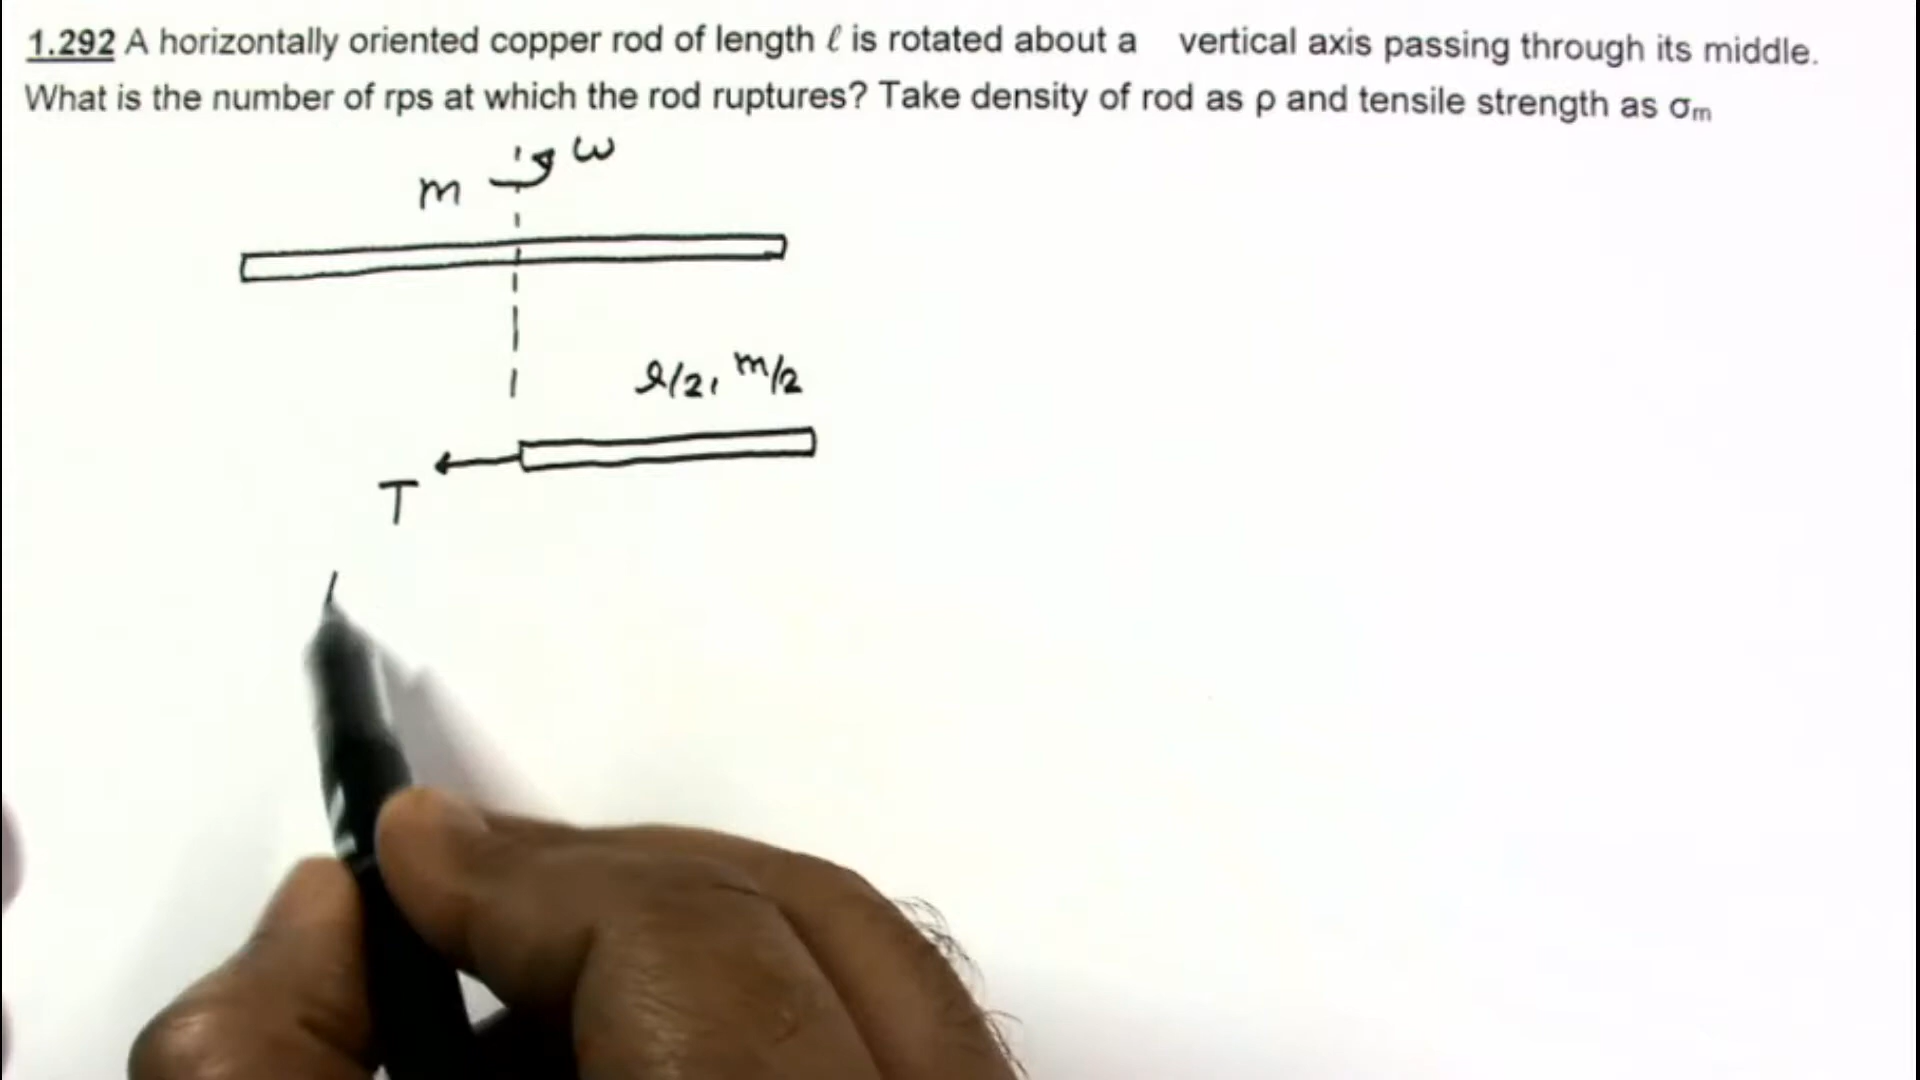 1.292 A horizontally oriented copper rod of length ℓ is rotated about a vertical axis passing through its middle.
What is the number of rps at which the rod ruptures? Take density of rod as ρ and tensile strength as σm
ω
m
l/2, m/2
T